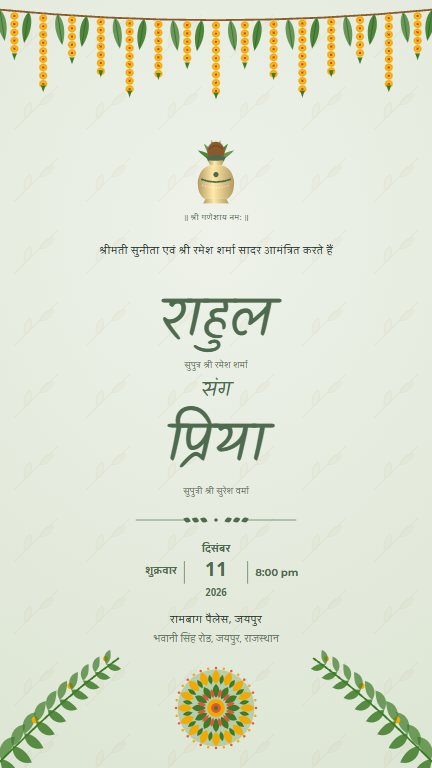 ॥ श्री गणेशाय नमः ॥
श्रीमती सुनीता एवं श्री रमेश शर्मा सादर आमंत्रित करते हैं
राहुल
सुपुत्र श्री रमेश शर्मा
संग
प्रिया
सुपुत्री श्री सुरेश वर्मा
दिसंबर
शुक्रवार 11 8:00 pm
2026
रामबाग पैलेस, जयपुर
भवानी सिंह रोड, जयपुर, राजस्थान